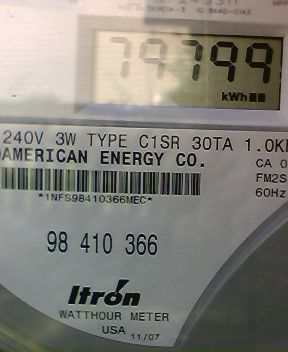 79799
kWh
240V 3W TYPE C1SR 30TA 1.0K
AMERICAN ENERGY CO.
CA 0
FM2S
60Hz
*1NFS98410366MEC*
98 410 366
Itrón
WATTHOUR METER
USA 11/07